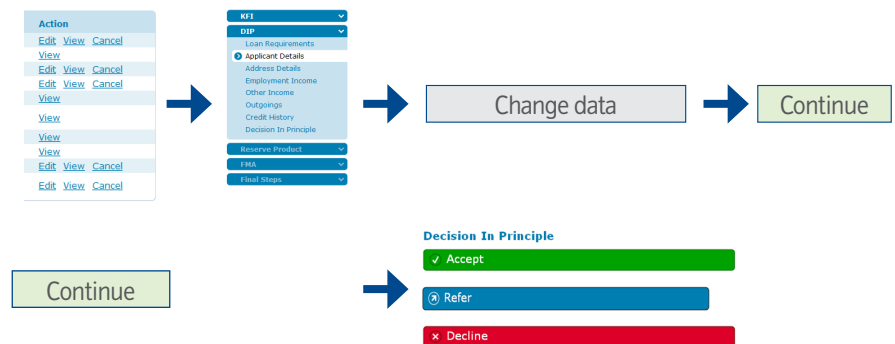 Action
Edit View Cancel
View
Edit View Cancel
Edit View Cancel
View
View
View
View
Edit View Cancel
Edit View Cancel
KFI
DIP
Loan Requirements
Applicant Details
Address Details
Employment Income
Other Income
Outgoings
Credit History
Decision In Principle
Reserve Product
FMA
Final Steps
Change data
Continue
Continue
Decision In Principle
Accept
Refer
Decline